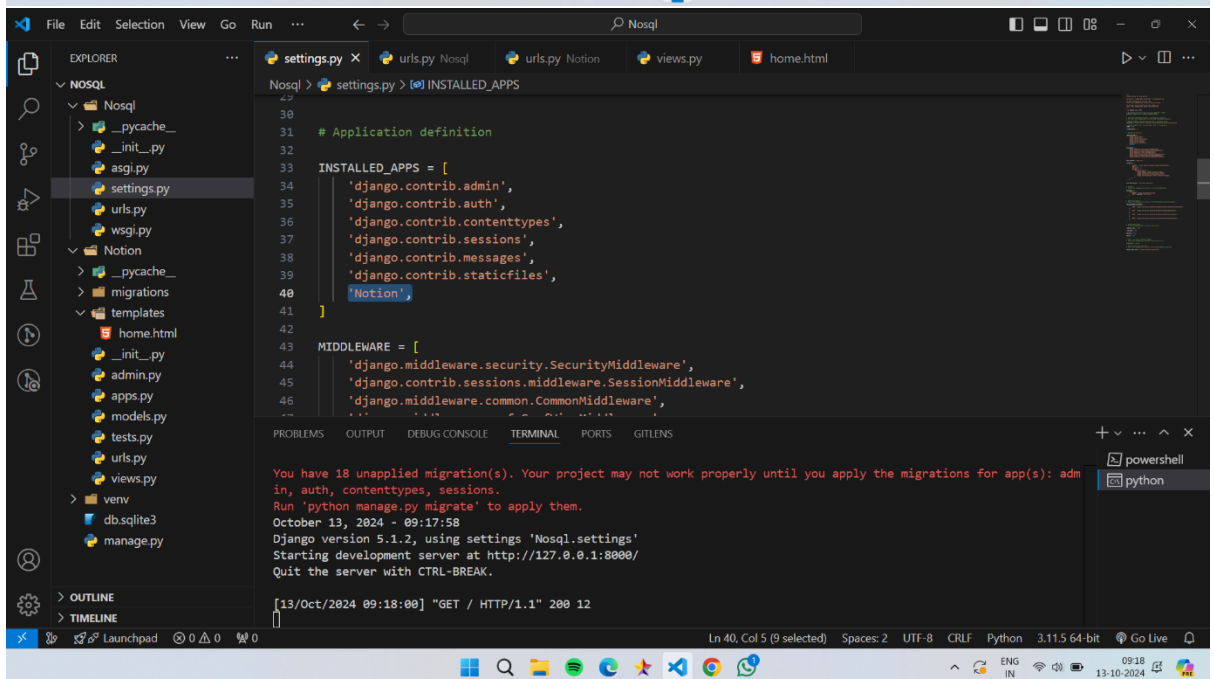 File Edit Selection View Go Run ··· ← → Nosql
EXPLORER ···
NOSQL
Nosql
__pycache__
__init__.py
asgi.py
settings.py
urls.py
wsgi.py
Notion
__pycache__
migrations
templates
home.html
__init__.py
admin.py
apps.py
models.py
tests.py
urls.py
views.py
venv
db.sqlite3
manage.py
OUTLINE
TIMELINE
settings.py × urls.py Nosql urls.py Notion views.py home.html
Nosql > settings.py > INSTALLED_APPS
29
30
31 # Application definition
32
33 INSTALLED_APPS = [
34 'django.contrib.admin',
35 'django.contrib.auth',
36 'django.contrib.contenttypes',
37 'django.contrib.sessions',
38 'django.contrib.messages',
39 'django.contrib.staticfiles',
40 'Notion',
41 ]
42
43 MIDDLEWARE = [
44 'django.middleware.security.SecurityMiddleware',
45 'django.contrib.sessions.middleware.SessionMiddleware',
46 'django.middleware.common.CommonMiddleware',
PROBLEMS OUTPUT DEBUG CONSOLE TERMINAL PORTS GITLENS
You have 18 unapplied migration(s). Your project may not work properly until you apply the migrations for app(s): adm
in, auth, contenttypes, sessions.
Run 'python manage.py migrate' to apply them.
October 13, 2024 - 09:17:58
Django version 5.1.2, using settings 'Nosql.settings'
Starting development server at http://127.0.0.1:8000/
Quit the server with CTRL-BREAK.
[13/Oct/2024 09:18:00] "GET / HTTP/1.1" 200 12
powershell
python
Launchpad 0 0 0 Ln 40, Col 5 (9 selected) Spaces: 2 UTF-8 CRLF Python 3.11.5 64-bit Go Live
ENG
IN
09:18
13-10-2024
PRE